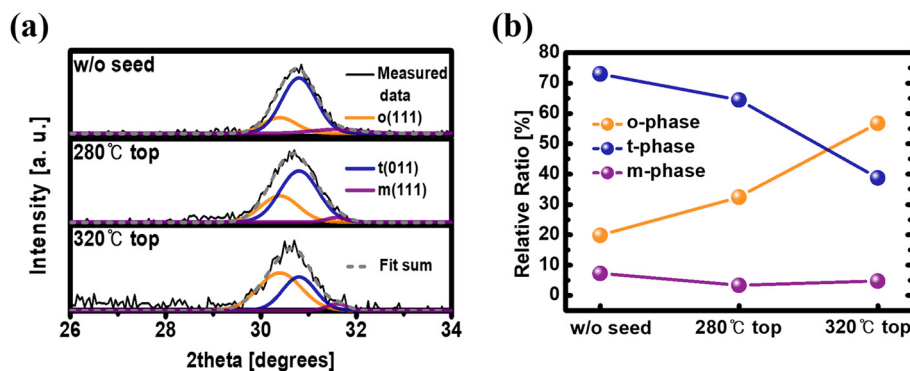 (a)
w/o seed
Measured
data
o(111)
280℃ top
t(011)
m(111)
320℃ top
Fit sum
Intensity [a. u.]
26 28 30 32 34
2theta [degrees]
(b)
80
70
60
50
40
30
20
10
0
Relative Ratio [%]
o-phase
t-phase
m-phase
w/o seed 280℃ top 320℃ top